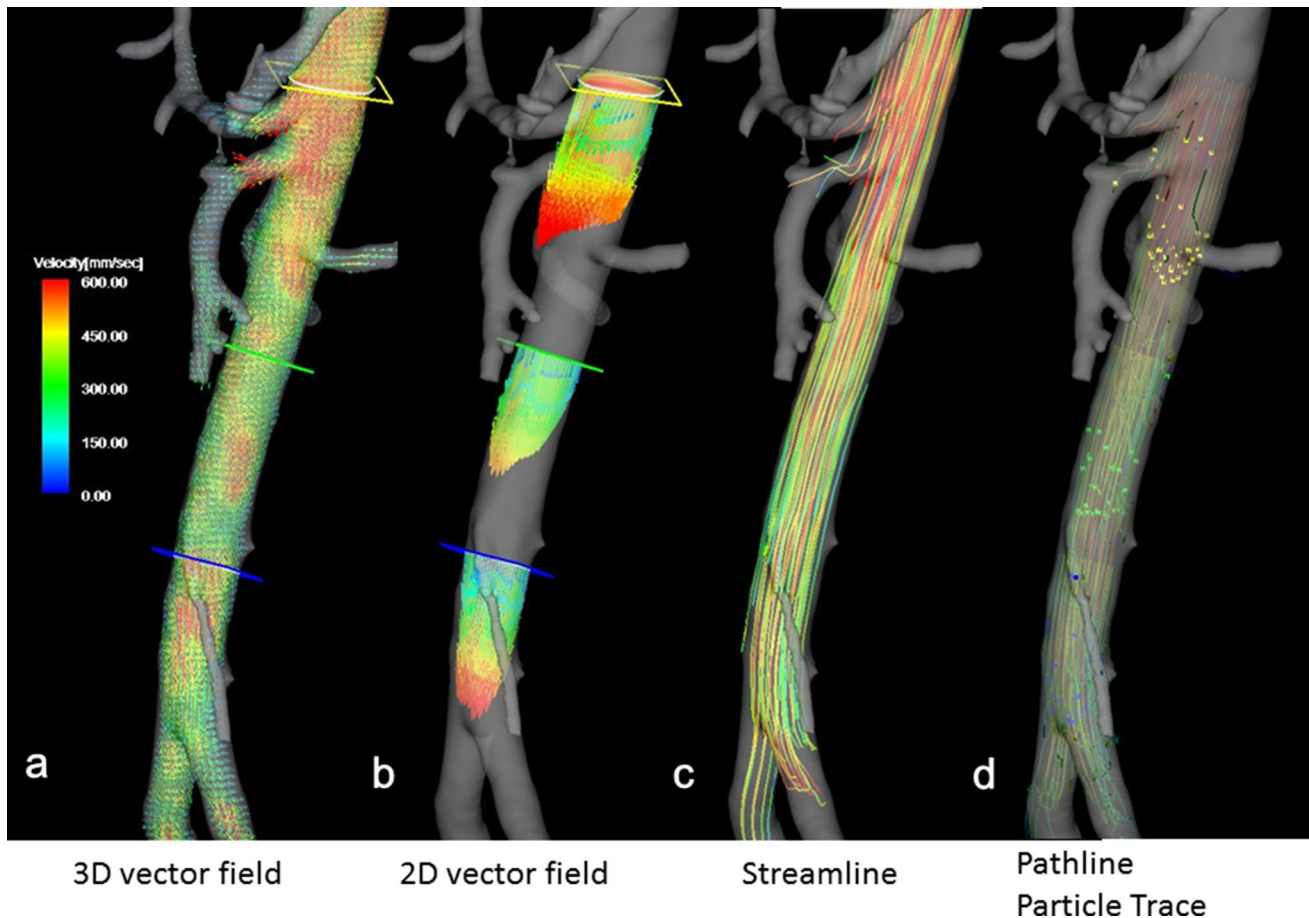 Velocity[mm/sec]
600.00
450.00
300.00
150.00
0.00
a
b
c
d
3D vector field
2D vector field
Streamline
Pathline
Particle Trace